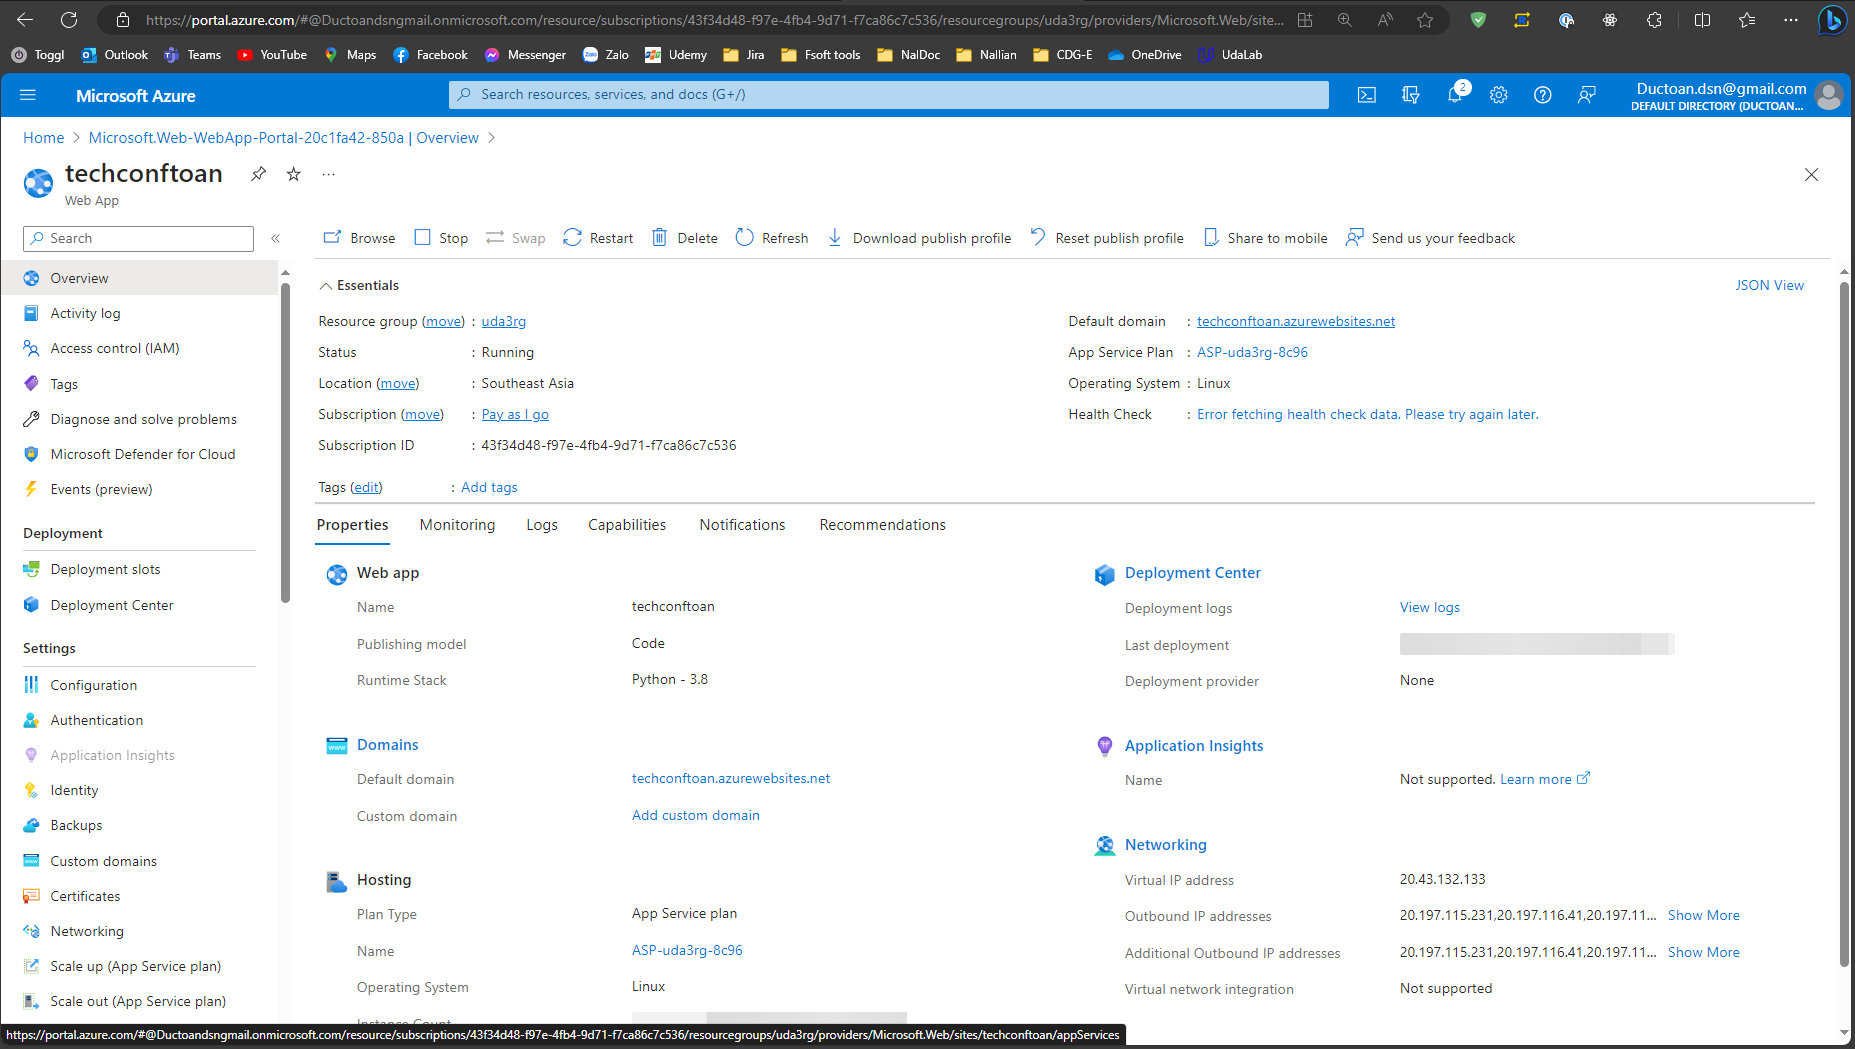 https://portal.azure.com/#@Ductoandsngmail.onmicrosoft.com/resource/subscriptions/43f34d48-f97e-4fb4-9d71-f7ca86c7c536/resourcegroups/uda3rg/providers/Microsoft.Web/site...
Toggl Outlook Teams YouTube Maps Facebook Messenger Zalo Udemy Jira Fsoft tools NalDoc Nallian CDG-E OneDrive UdaLab
Microsoft Azure
Search resources, services, and docs (G+/)
2
Ductoan.dsn@gmail.com
DEFAULT DIRECTORY (DUCTOAN...
Home > Microsoft.Web-WebApp-Portal-20c1fa42-850a | Overview >
techconftoan
Web App
Search
Browse Stop Swap Restart Delete Refresh Download publish profile Reset publish profile Share to mobile Send us your feedback
Overview
Activity log
Access control (IAM)
Tags
Diagnose and solve problems
Microsoft Defender for Cloud
Events (preview)
Deployment
Deployment slots
Deployment Center
Settings
Configuration
Authentication
Application Insights
Identity
Backups
Custom domains
Certificates
Networking
Scale up (App Service plan)
Scale out (App Service plan)
Essentials
JSON View
Resource group (move) : uda3rg
Status : Running
Location (move) : Southeast Asia
Subscription (move) : Pay as I go
Subscription ID : 43f34d48-f97e-4fb4-9d71-f7ca86c7c536
Default domain : techconftoan.azurewebsites.net
App Service Plan : ASP-uda3rg-8c96
Operating System : Linux
Health Check : Error fetching health check data. Please try again later.
Tags (edit) : Add tags
Properties Monitoring Logs Capabilities Notifications Recommendations
Web app
Name techconftoan
Publishing model Code
Runtime Stack Python - 3.8
Domains
Default domain techconftoan.azurewebsites.net
Custom domain Add custom domain
Hosting
Plan Type App Service plan
Name ASP-uda3rg-8c96
Operating System Linux
Instance Count
Deployment Center
Deployment logs View logs
Last deployment
Deployment provider None
Application Insights
Name Not supported. Learn more
Networking
Virtual IP address 20.43.132.133
Outbound IP addresses 20.197.115.231,20.197.116.41,20.197.11... Show More
Additional Outbound IP addresses 20.197.115.231,20.197.116.41,20.197.11... Show More
Virtual network integration Not supported
https://portal.azure.com/#@Ductoandsngmail.onmicrosoft.com/resource/subscriptions/43f34d48-f97e-4fb4-9d71-f7ca86c7c536/resourcegroups/uda3rg/providers/Microsoft.Web/sites/techconftoan/appServices